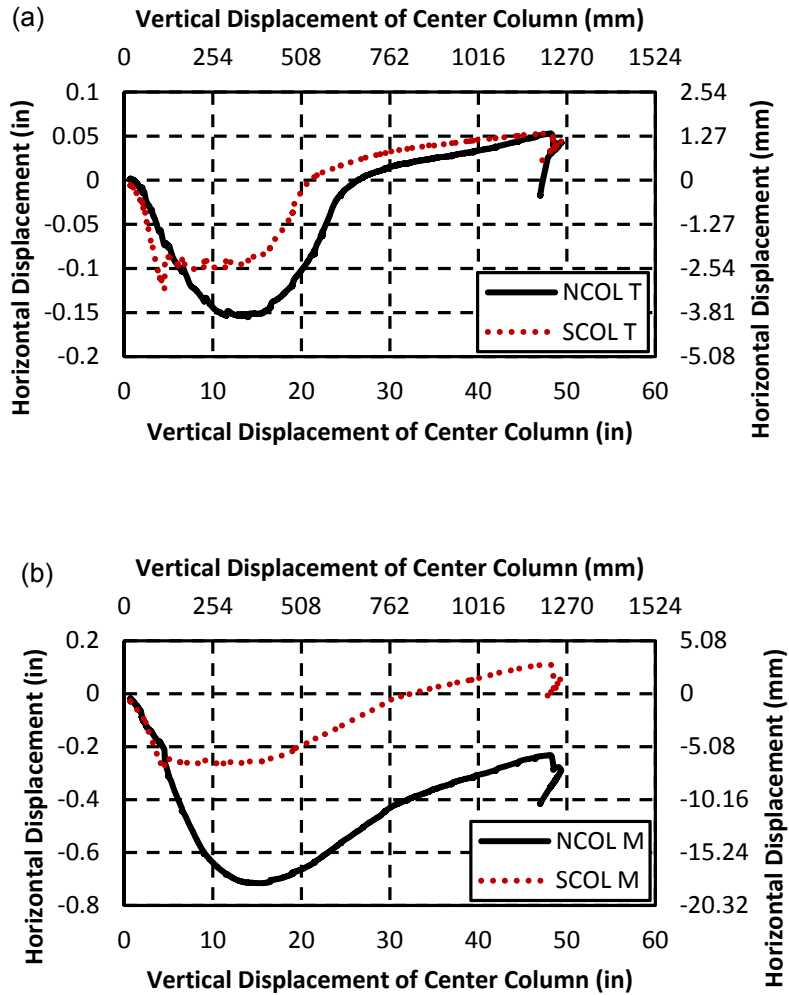 (a)
Vertical Displacement of Center Column (mm)
0 254 508 762 1016 1270 1524
Horizontal Displacement (in)
0.1
0.05
0
-0.05
-0.1
-0.15
-0.2
2.54
1.27
0
-1.27
-2.54
-3.81
-5.08
Horizontal Displacement (mm)
NCOL T
SCOL T
0 10 20 30 40 50 60
Vertical Displacement of Center Column (in)
(b)
Vertical Displacement of Center Column (mm)
0 254 508 762 1016 1270 1524
Horizontal Displacement (in)
0.2
0
-0.2
-0.4
-0.6
-0.8
5.08
0
-5.08
-10.16
-15.24
-20.32
Horizontal Displacement (mm)
NCOL M
SCOL M
0 10 20 30 40 50 60
Vertical Displacement of Center Column (in)